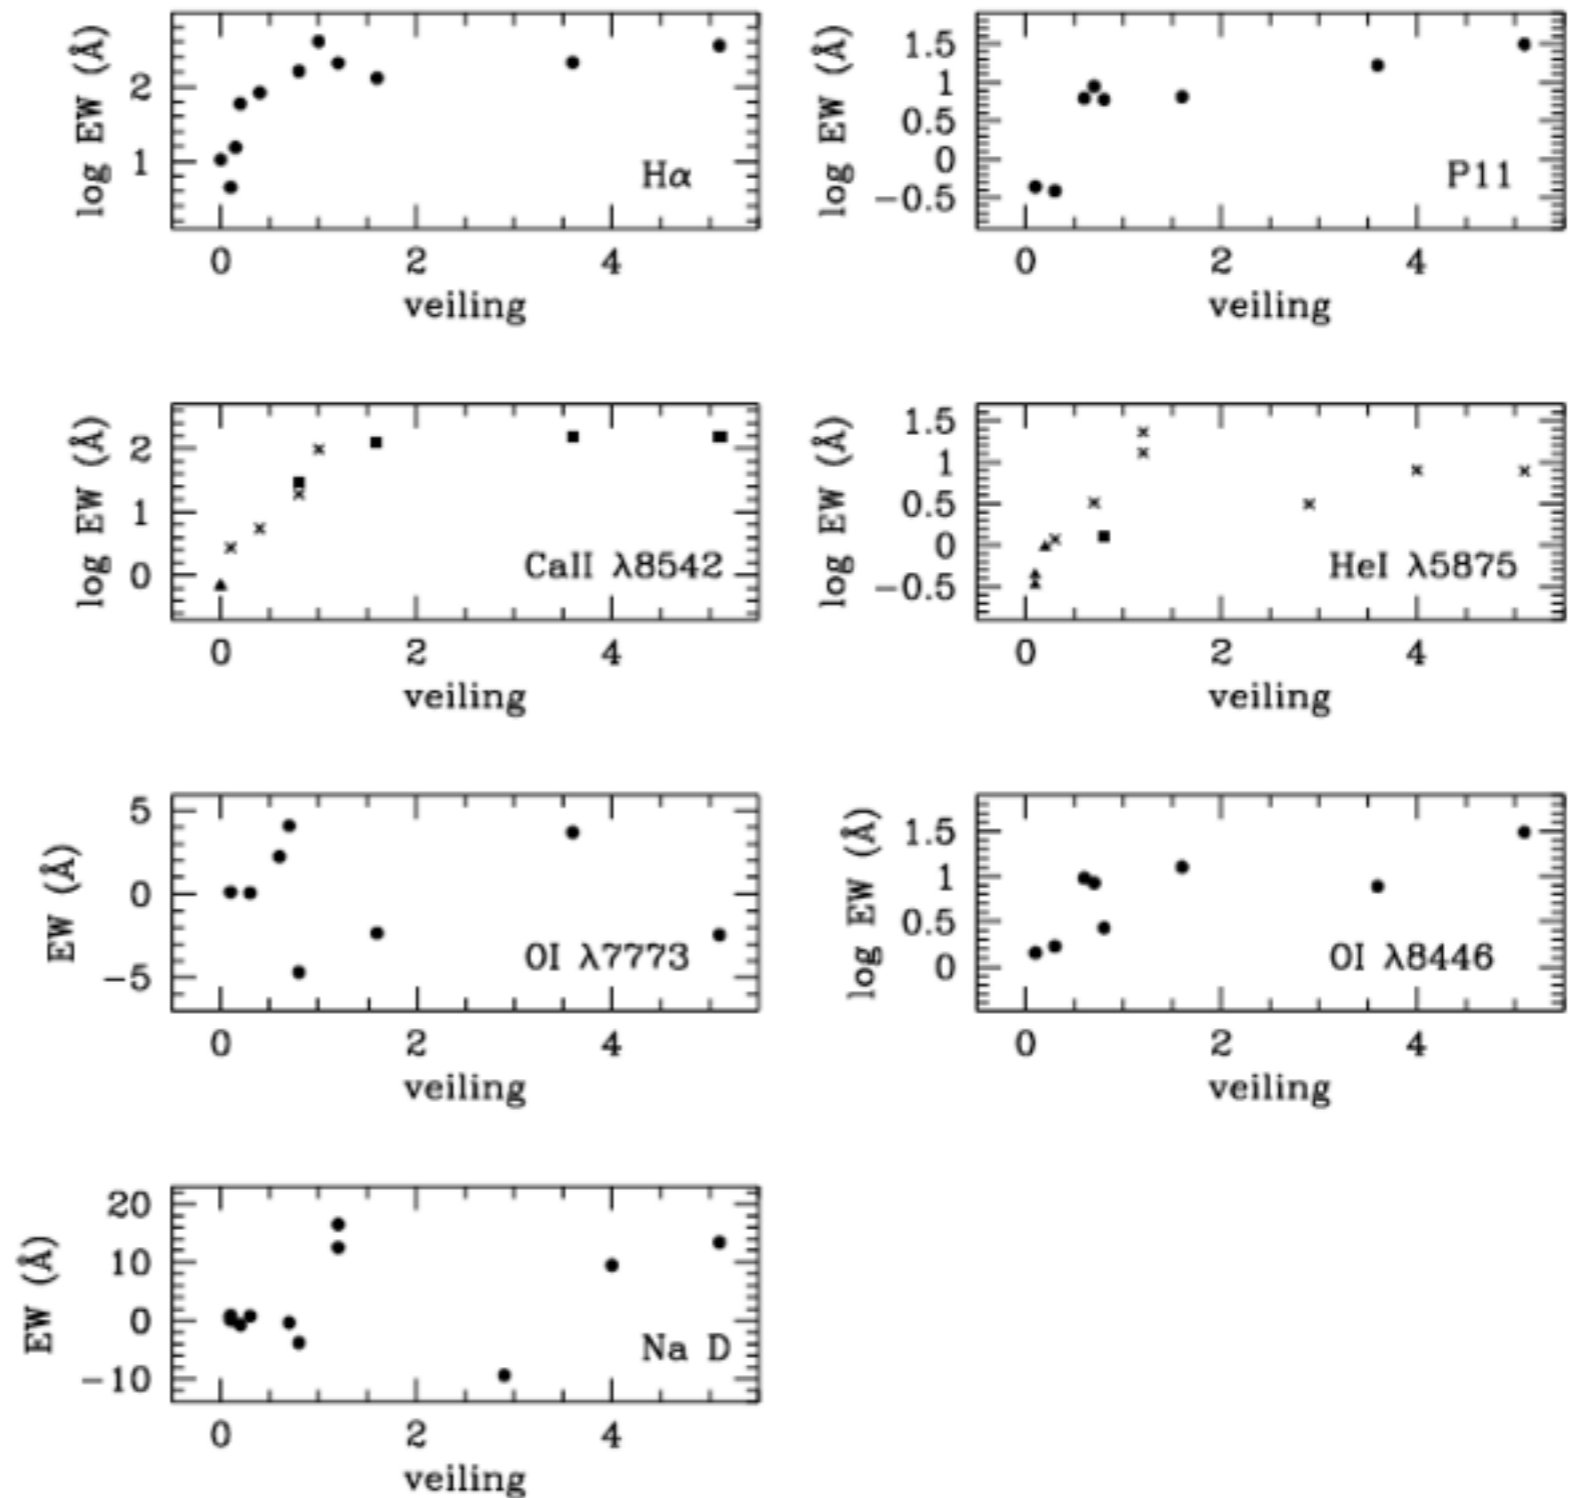 log EW (Å)
2
1
Hα
0 2 4
veiling
log EW (Å)
1.5
1
0.5
0
−0.5
P11
0 2 4
veiling
log EW (Å)
2
1
0
CaII λ8542
0 2 4
veiling
log EW (Å)
1.5
1
0.5
0
−0.5
HeI λ5875
0 2 4
veiling
EW (Å)
5
0
−5
OI λ7773
0 2 4
veiling
log EW (Å)
1.5
1
0.5
0
OI λ8446
0 2 4
veiling
EW (Å)
20
10
0
−10
Na D
0 2 4
veiling